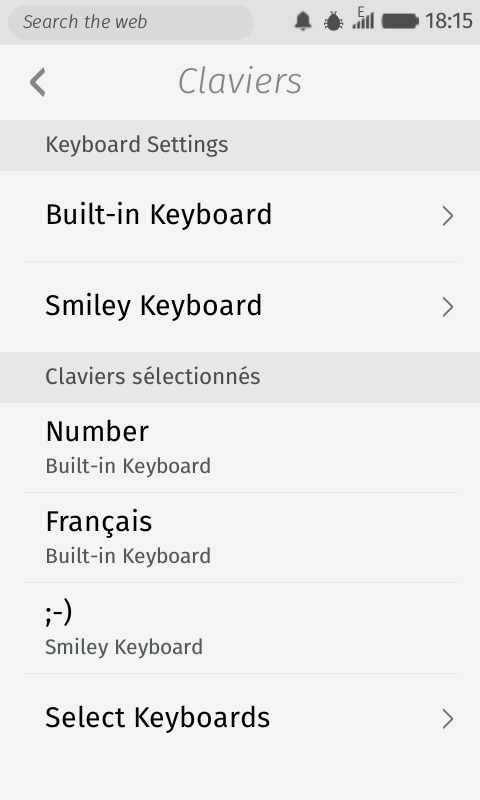 Search the web
E
18:15
Claviers
Keyboard Settings
Built-in Keyboard
Smiley Keyboard
Claviers sélectionnés
Number
Built-in Keyboard
Français
Built-in Keyboard
;-)
Smiley Keyboard
Select Keyboards